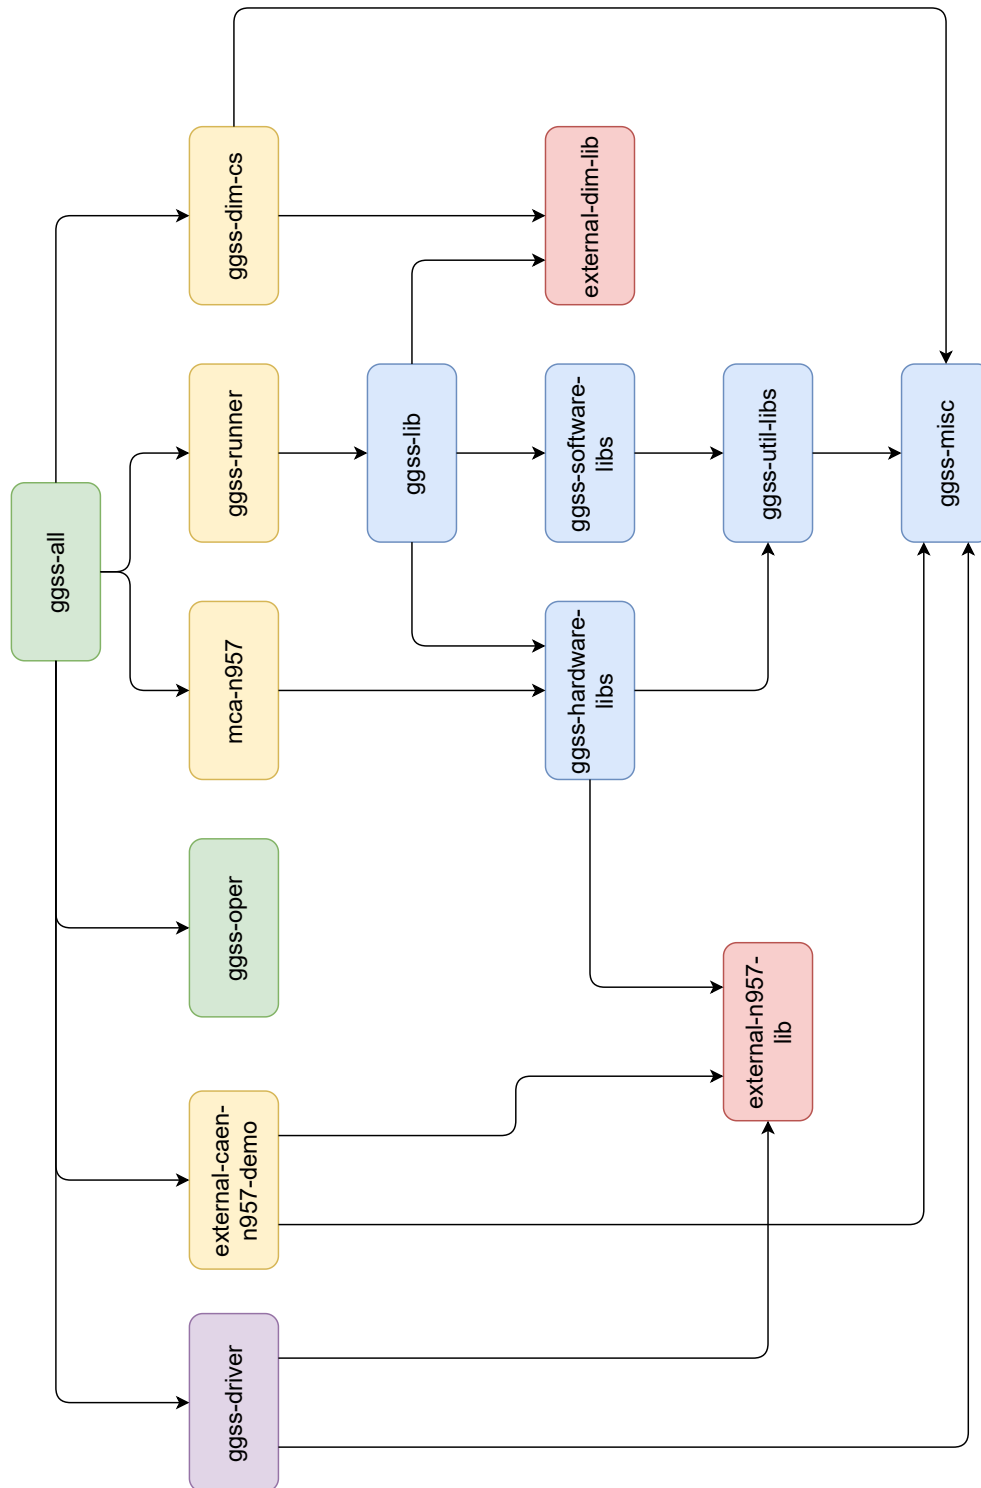 ggss-all
ggss-driver
external-caen-
n957-demo
ggss-oper
mca-n957
ggss-runner
ggss-dim-cs
ggss-lib
ggss-hardware-
libs
ggss-software-
libs
external-dim-lib
external-n957-
lib
ggss-util-libs
ggss-misc